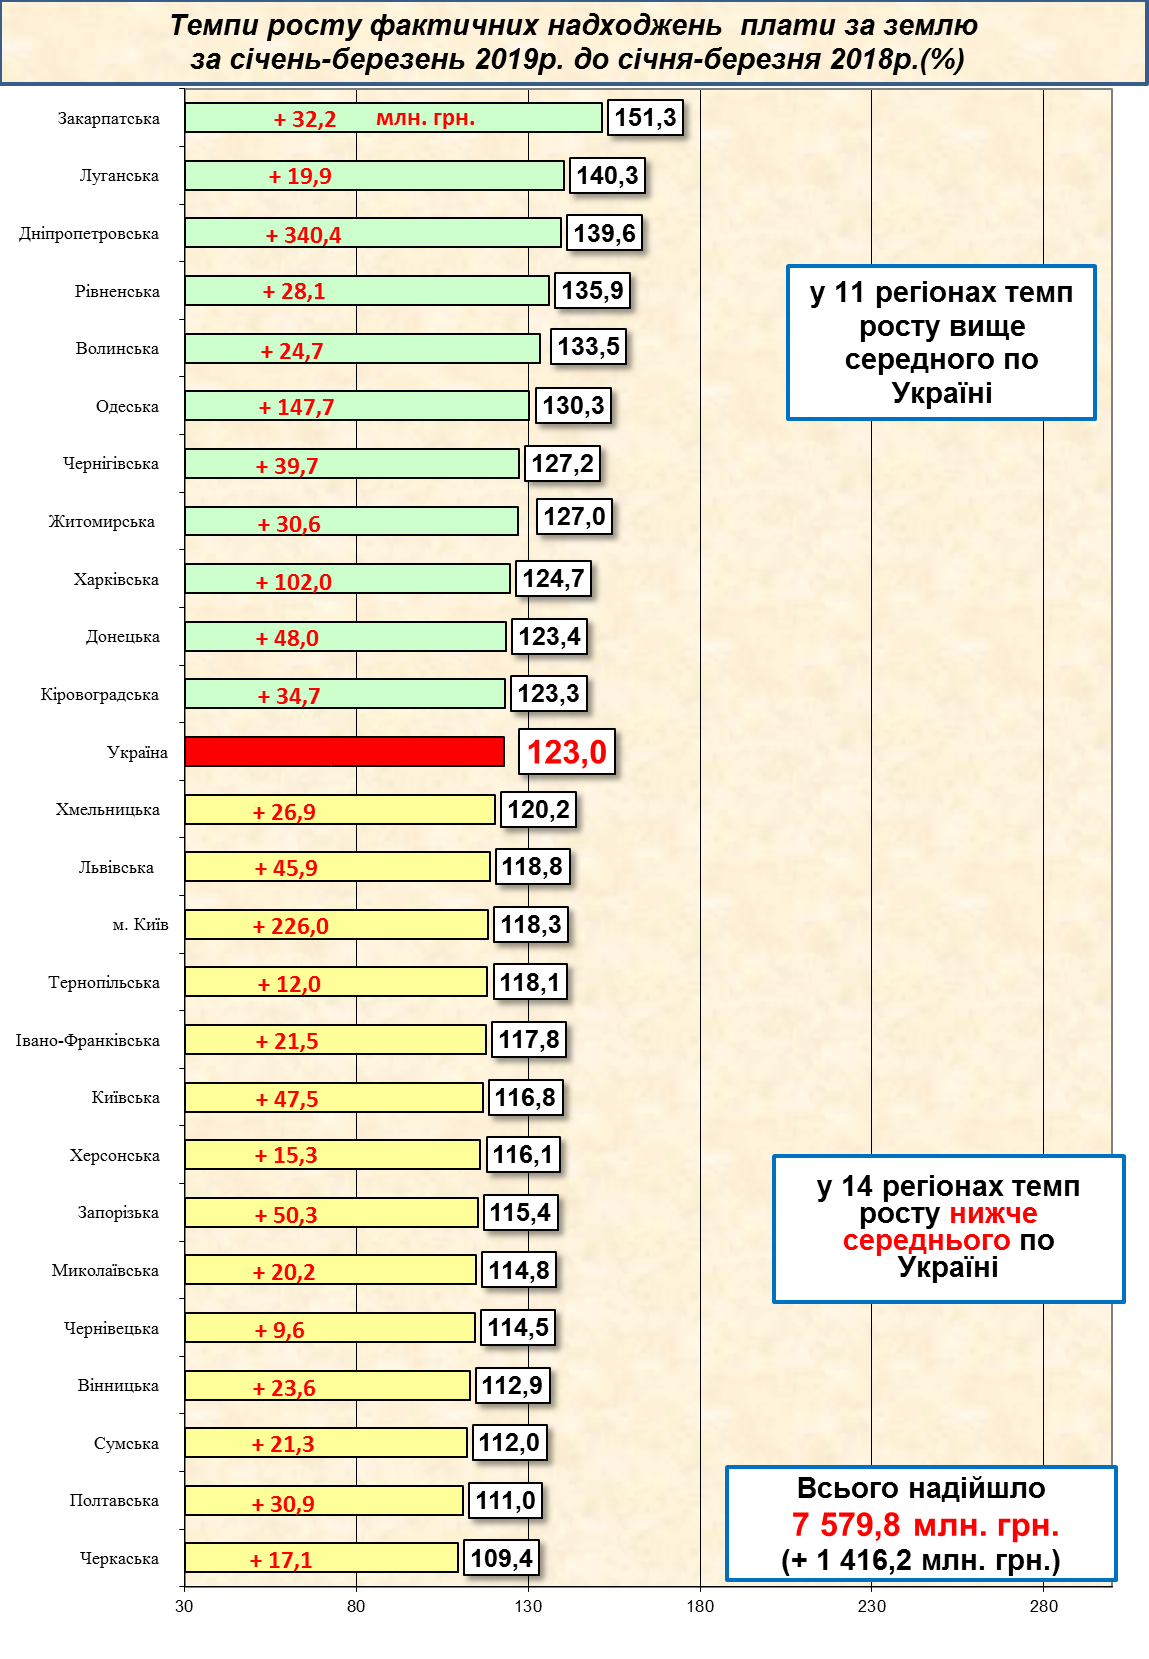 Темпи росту фактичних надходжень плати за землю
за січень-березень 2019р. до січня-березня 2018р.(%)
Закарпатська + 32,2 млн. грн. 151,3
Луганська + 19,9 140,3
Дніпропетровська + 340,4 139,6
Рівненська + 28,1 135,9
Волинська + 24,7 133,5
Одеська + 147,7 130,3
Чернігівська + 39,7 127,2
Житомирська + 30,6 127,0
Харківська + 102,0 124,7
Донецька + 48,0 123,4
Кіровоградська + 34,7 123,3
Україна 123,0
Хмельницька + 26,9 120,2
Львівська + 45,9 118,8
м. Київ + 226,0 118,3
Тернопільська + 12,0 118,1
Івано-Франківська + 21,5 117,8
Київська + 47,5 116,8
Херсонська + 15,3 116,1
Запорізька + 50,3 115,4
Миколаївська + 20,2 114,8
Чернівецька + 9,6 114,5
Вінницька + 23,6 112,9
Сумська + 21,3 112,0
Полтавська + 30,9 111,0
Черкаська + 17,1 109,4
30 80 130 180 230 280
у 11 регіонах темп
росту вище
середного по
Україні
у 14 регіонах темп
росту нижче
середнього по
Україні
Всього надійшло
7 579,8 млн. грн.
(+ 1 416,2 млн. грн.)